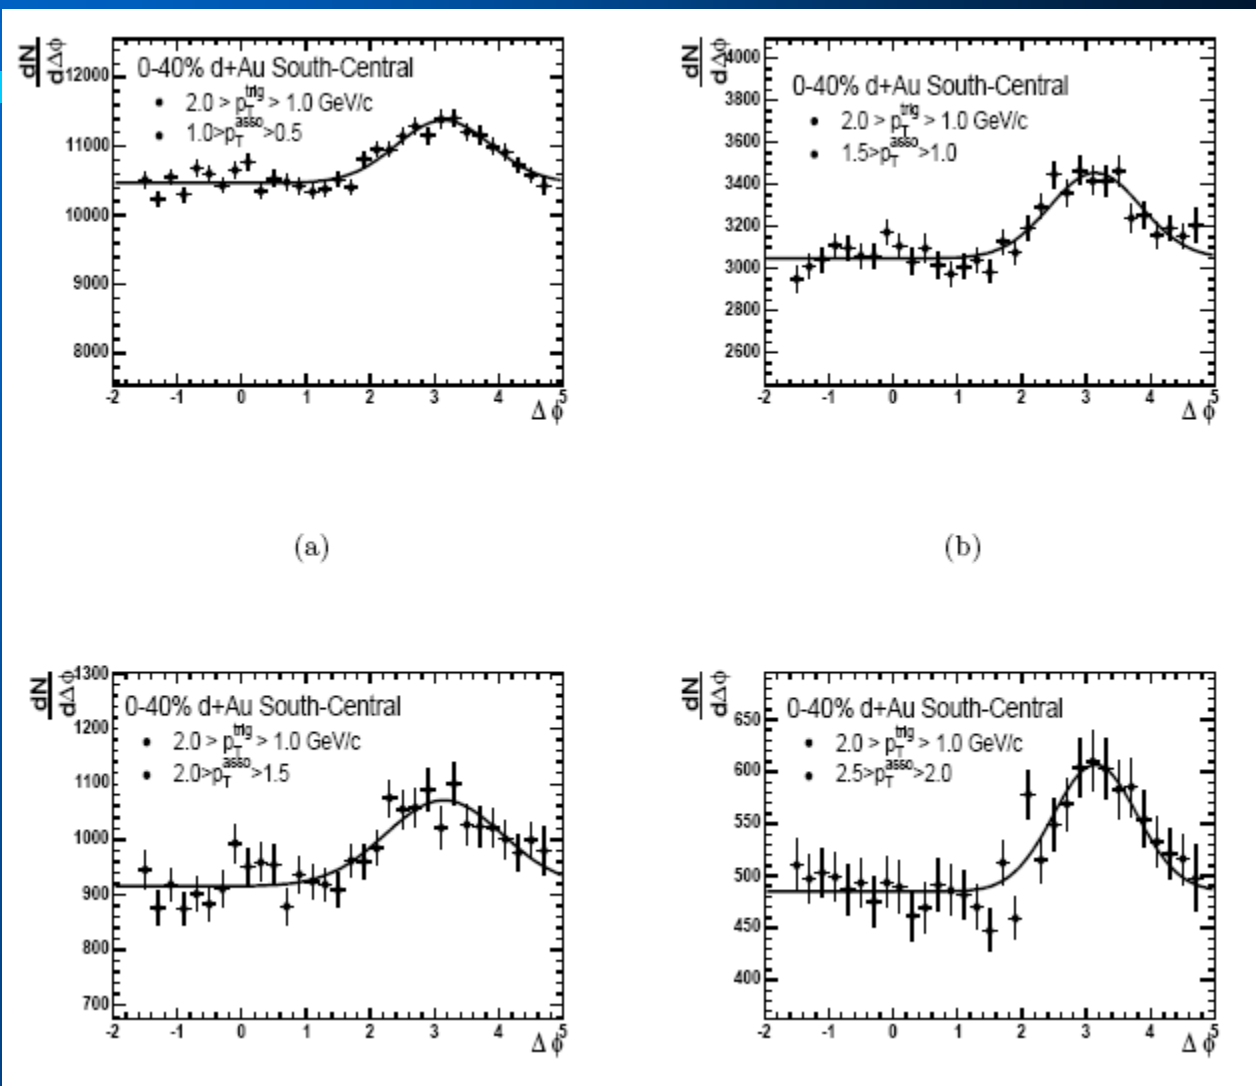 dN
dΔϕ
0-40% d+Au South-Central
• 2.0 > p_T^trig > 1.0 GeV/c
• 1.0>p_T^asso>0.5
12000
11000
10000
9000
8000
-2 -1 0 1 2 3 4 5
Δ ϕ
(a)
dN
dΔϕ
0-40% d+Au South-Central
• 2.0 > p_T^trig > 1.0 GeV/c
• 1.5>p_T^asso>1.0
4000
3800
3600
3400
3200
3000
2800
2600
-2 -1 0 1 2 3 4 5
Δ ϕ
(b)
dN
dΔϕ
0-40% d+Au South-Central
• 2.0 > p_T^trig > 1.0 GeV/c
• 2.0>p_T^asso>1.5
1300
1200
1100
1000
900
800
700
-2 -1 0 1 2 3 4 5
Δ ϕ
dN
dΔϕ
0-40% d+Au South-Central
• 2.0 > p_T^trig > 1.0 GeV/c
• 2.5>p_T^asso>2.0
650
600
550
500
450
400
-2 -1 0 1 2 3 4 5
Δ ϕ